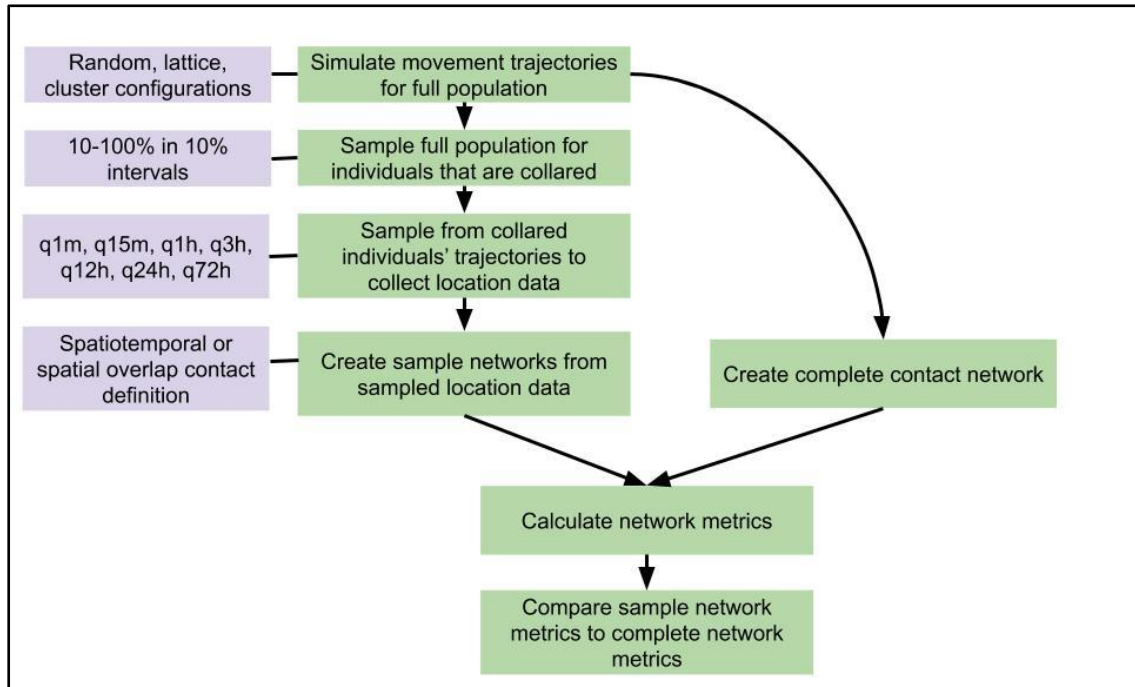 Random, lattice,
cluster configurations
Simulate movement trajectories
for full population
10-100% in 10%
intervals
Sample full population for
individuals that are collared
q1m, q15m, q1h, q3h,
q12h, q24h, q72h
Sample from collared
individuals’ trajectories to
collect location data
Spatiotemporal or
spatial overlap contact
definition
Create sample networks from
sampled location data
Create complete contact network
Calculate network metrics
Compare sample network
metrics to complete network
metrics